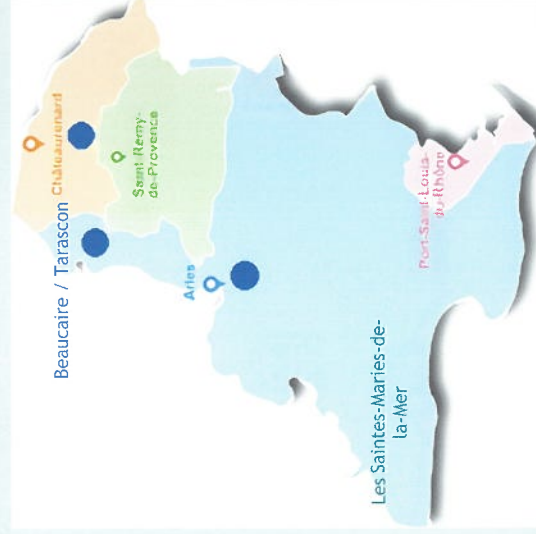 Beaucaire / Tarascon
Châteaurenard
Saint-Rémy-
de-Provence
Arles
Les Saintes-Maries-de-
la-Mer
Port-Saint-Louis-
du-Rhône